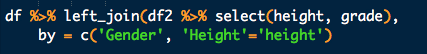 df %>% left_join(df2 %>% select(height, grade),
by = c('Gender', 'Height'='height')